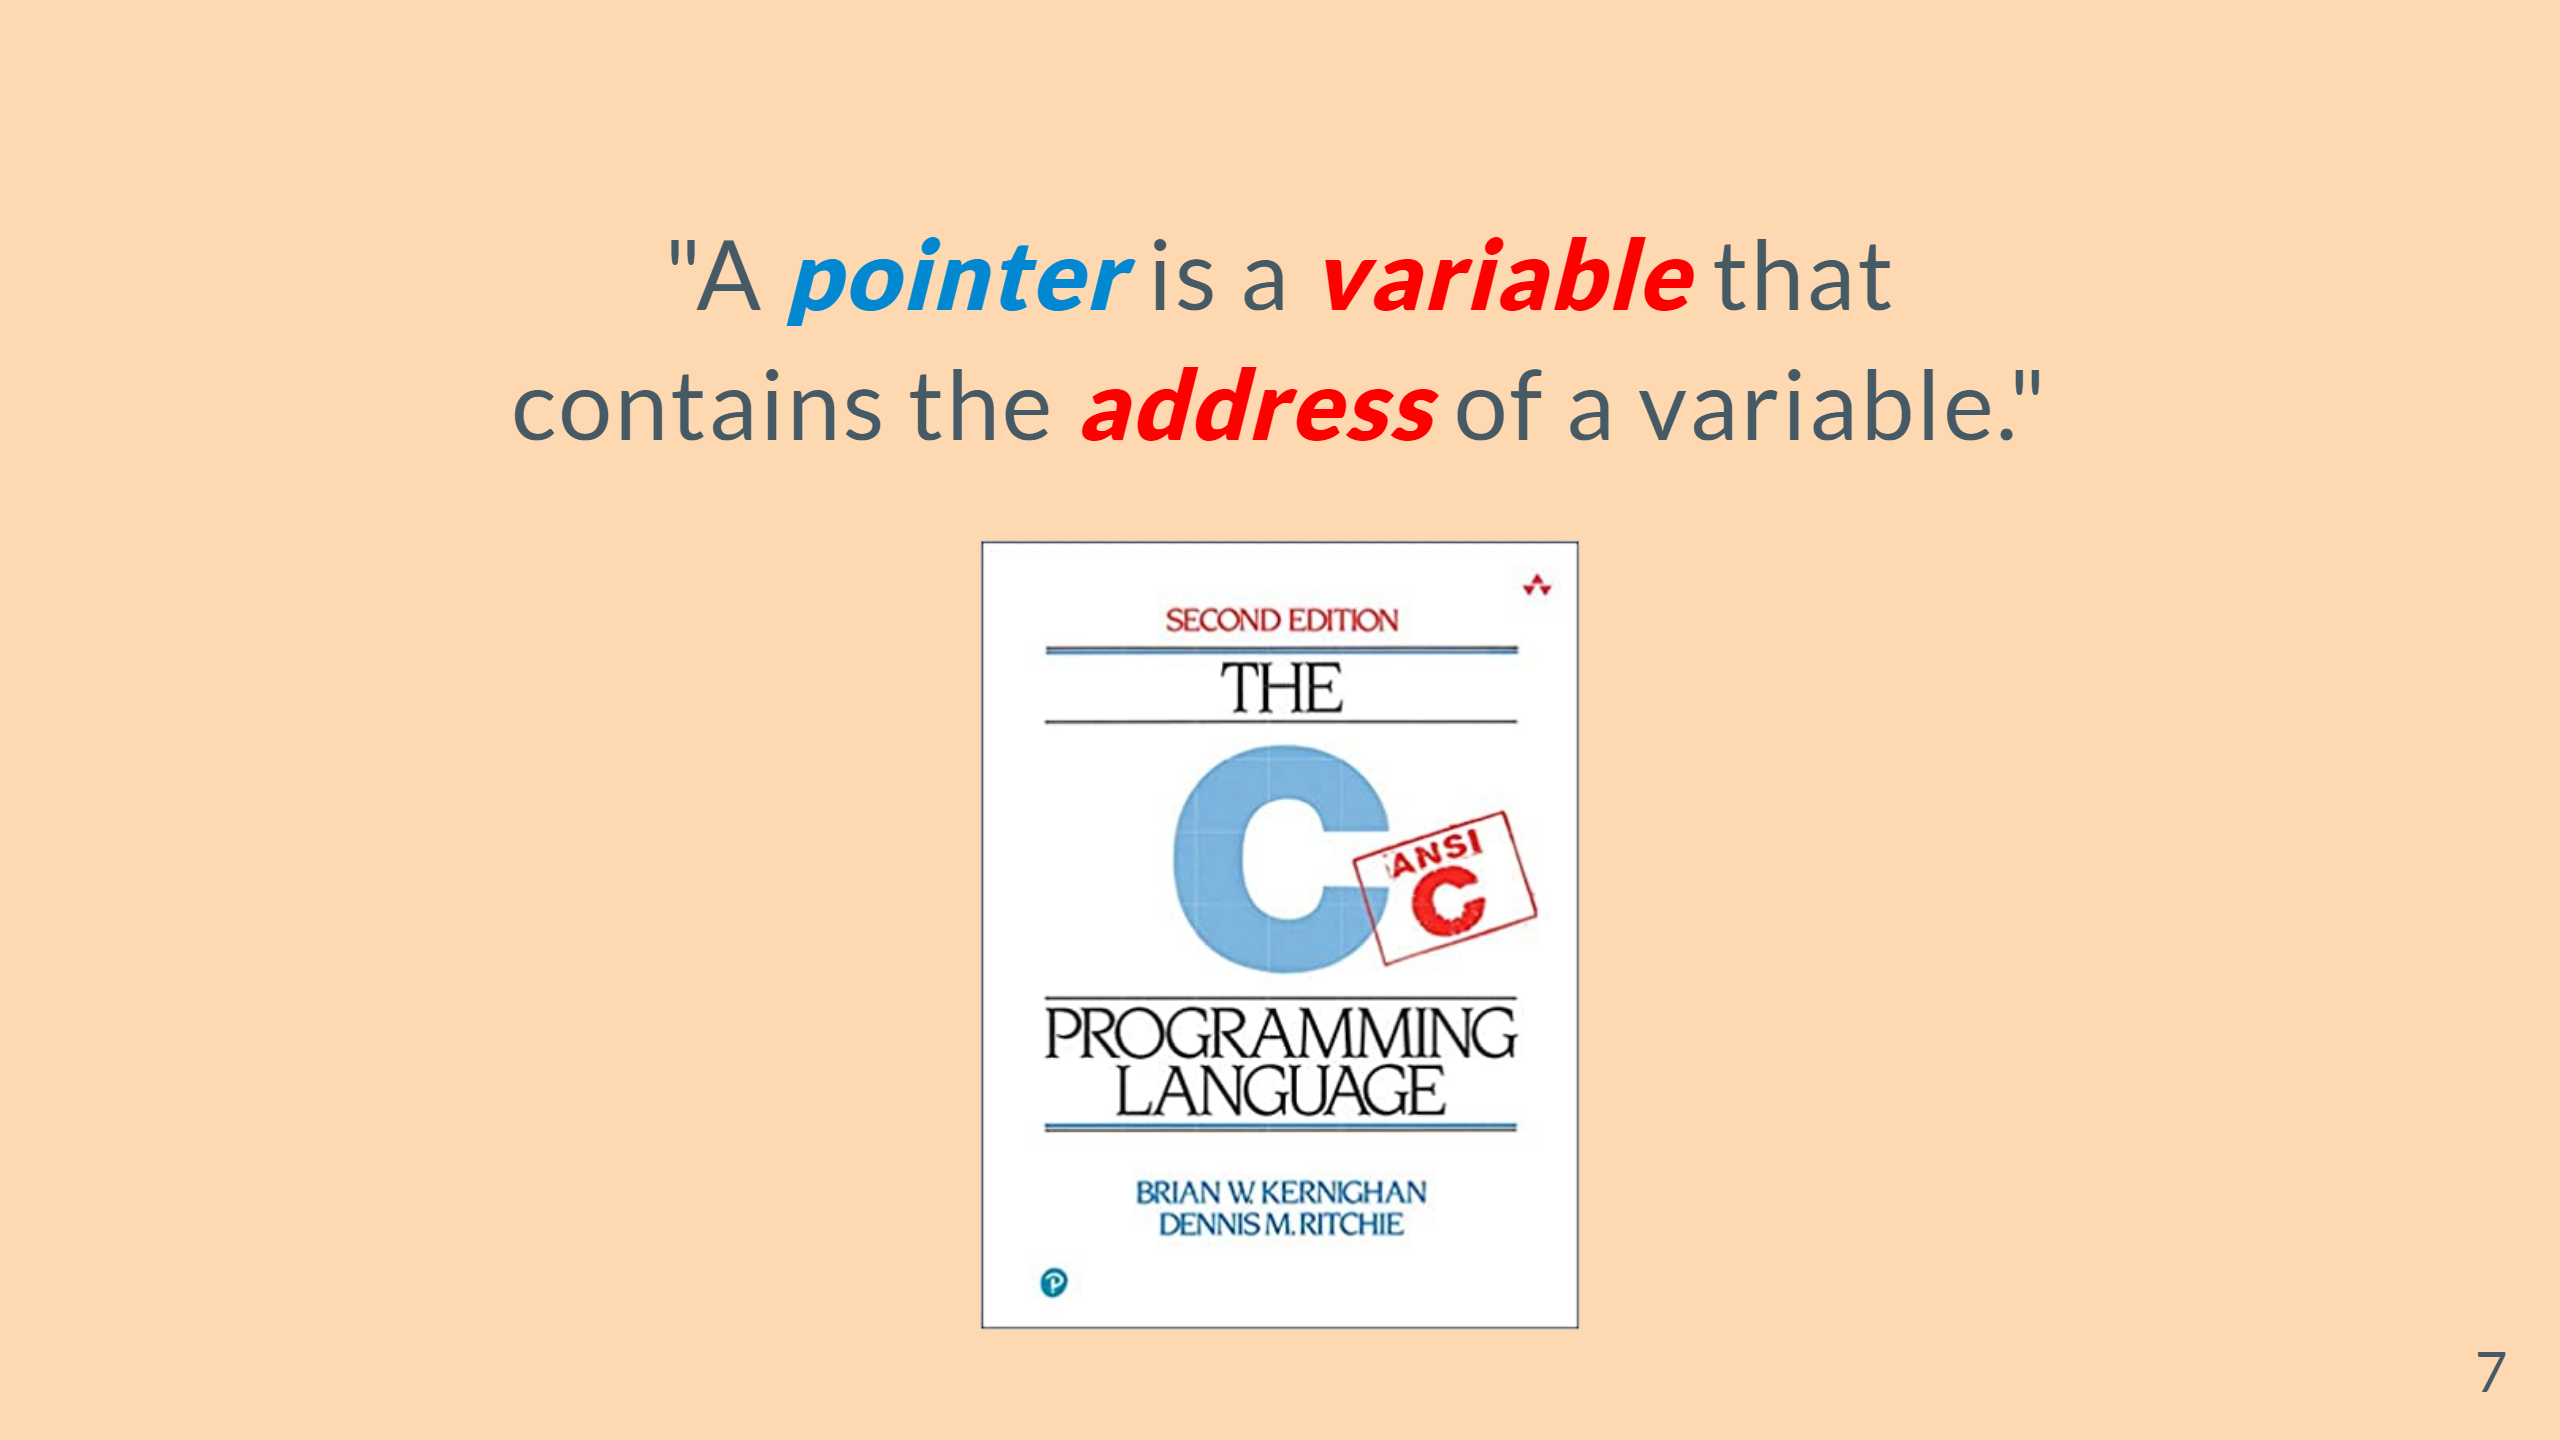 "A pointer is a variable that
contains the address of a variable."
SECOND EDITION
THE
C
ANSI
C
PROGRAMMING
LANGUAGE
BRIAN W. KERNIGHAN
DENNIS M. RITCHIE
P
7